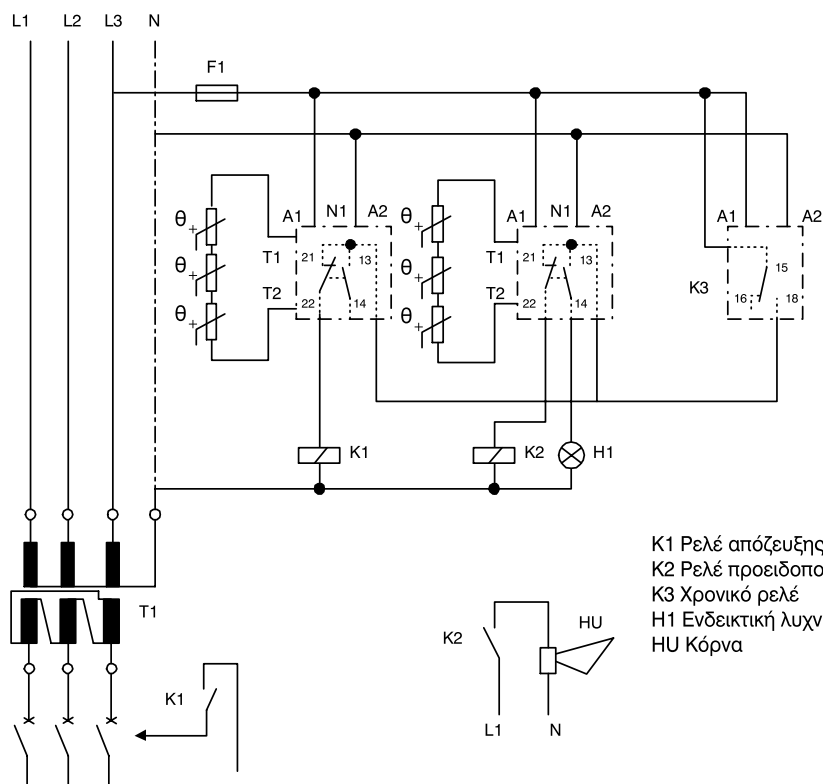 L1 L2 L3 N
F1
θ + A1 N1 A2 θ + A1 N1 A2 A1 A2
T1 21 13 T1 21 13 15
θ + θ + K3
T2 22 14 T2 22 14 16 18
θ + θ +
K1 K2 H1
K1 Ρελέ απόζευξης
K2 Ρελέ προειδοπο
K3 Χρονικό ρελέ
H1 Ενδεικτική λυχν
HU Κόρνα
T1
K2 HU
K1
L1 N